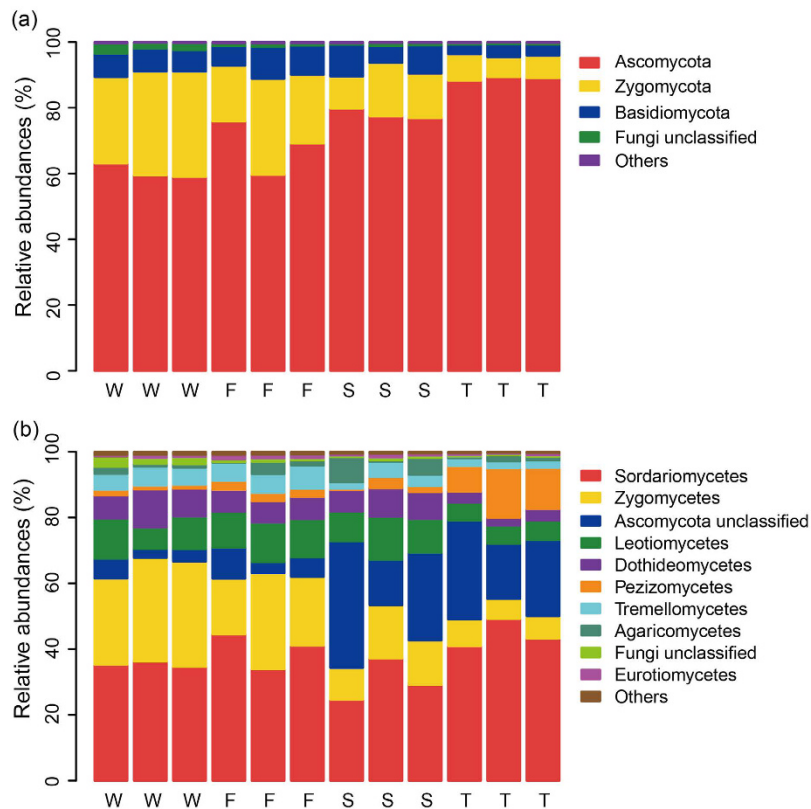 (a)
Relative abundances (%)
100
80
60
40
20
0
W W W F F F S S S T T T
Ascomycota
Zygomycota
Basidiomycota
Fungi unclassified
Others
(b)
Relative abundances (%)
100
80
60
40
20
0
W W W F F F S S S T T T
Sordariomycetes
Zygomycetes
Ascomycota unclassified
Leotiomycetes
Dothideomycetes
Pezizomycetes
Tremellomycetes
Agaricomycetes
Fungi unclassified
Eurotiomycetes
Others